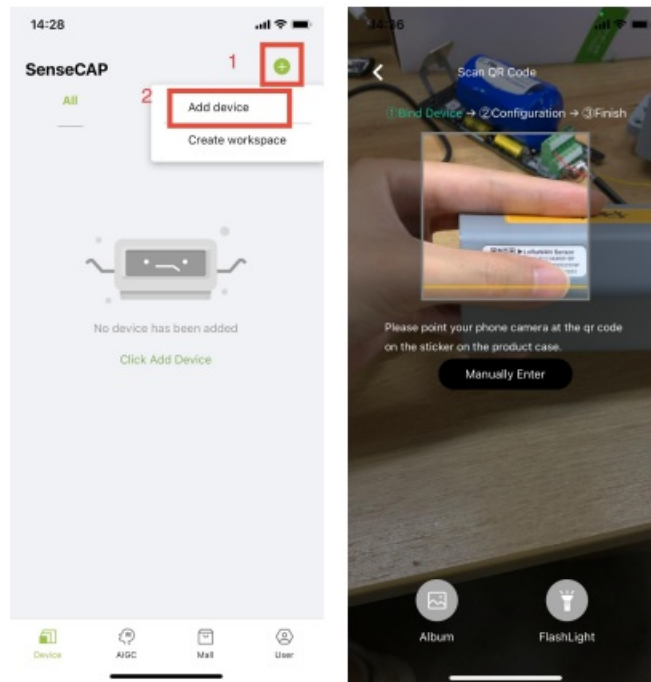 14:28
SenseCAP
1
All
2
Add device
Create workspace
No device has been added
Click Add Device
Device
AIGC
Mall
User
14:36
Scan QR Code
①Bind Device → ②Configuration → ③Finish
Please point your phone camera at the qr code
on the sticker on the product case.
Manually Enter
Album
FlashLight